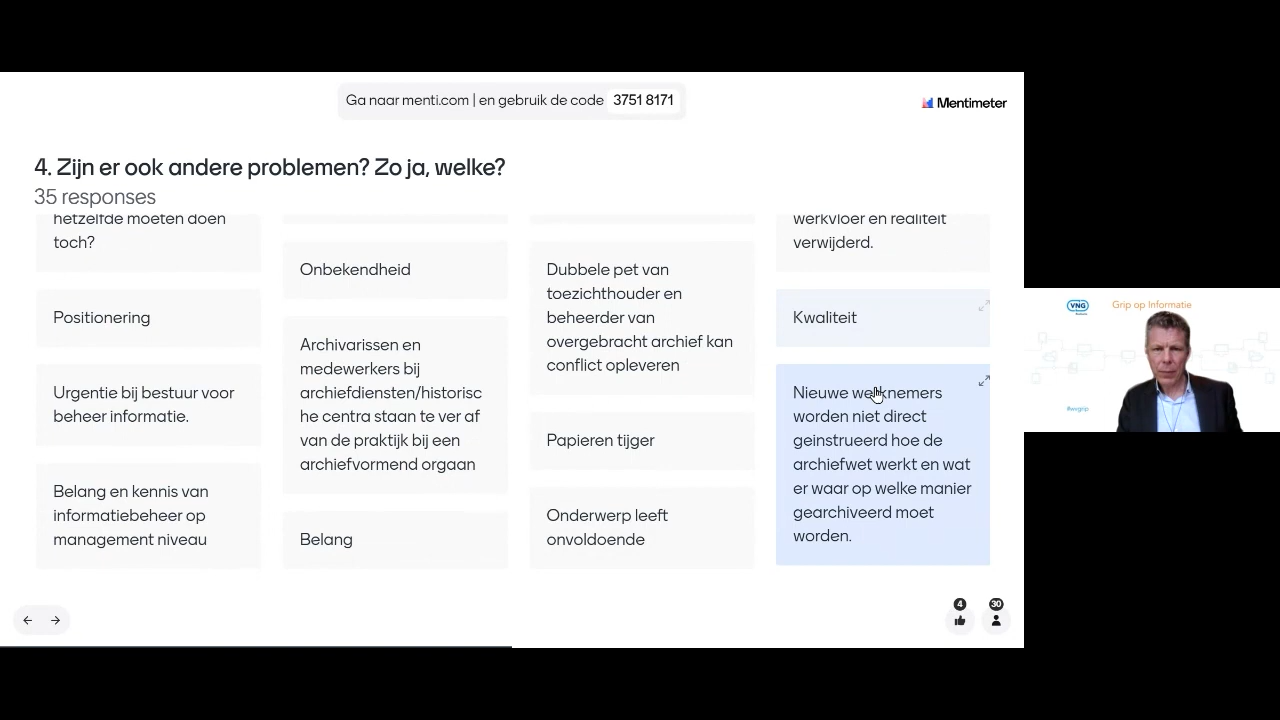 Ga naar menti.com | en gebruik de code 3751 8171
Mentimeter
4. Zijn er ook andere problemen? Zo ja, welke?
35 responses
hetzelfde moeten doen
toch?
Positionering
Urgentie bij bestuur voor
beheer informatie.
Belang en kennis van
informatiebeheer op
management niveau
Onbekendheid
Archivarissen en
medewerkers bij
archiefdiensten/historisc
he centra staan te ver af
van de praktijk bij een
archiefvormend orgaan
Belang
Dubbele pet van
toezichthouder en
beheerder van
overgebracht archief kan
conflict opleveren
Papieren tijger
Onderwerp leeft
onvoldoende
werkvloer en realiteit
verwijderd.
Kwaliteit
Nieuwe werknemers
worden niet direct
geinstrueerd hoe de
archiefwet werkt en wat
er waar op welke manier
gearchiveerd moet
worden.
4
30
VNG
Grip op Informatie